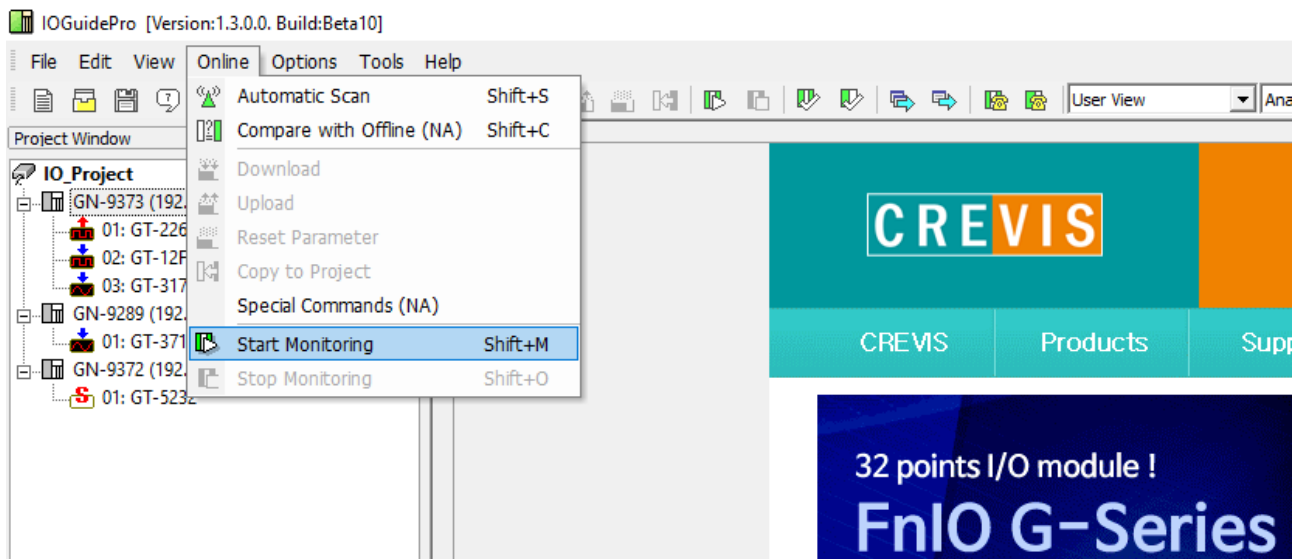 IOGuidePro [Version:1.3.0.0. Build:Beta10]
File Edit View Online Options Tools Help
Automatic Scan Shift+S
User View
Compare with Offline (NA) Shift+C
Project Window
Download
IO_Project
GN-9373 (192.
Upload
01: GT-226
Reset Parameter
02: GT-12F
Copy to Project
03: GT-317
Special Commands (NA)
GN-9289 (192.
01: GT-371
Start Monitoring Shift+M
GN-9372 (192.
Stop Monitoring Shift+O
01: GT-5232
CREVIS
CREVIS Products
32 points I/O module !
FnIO G-Series